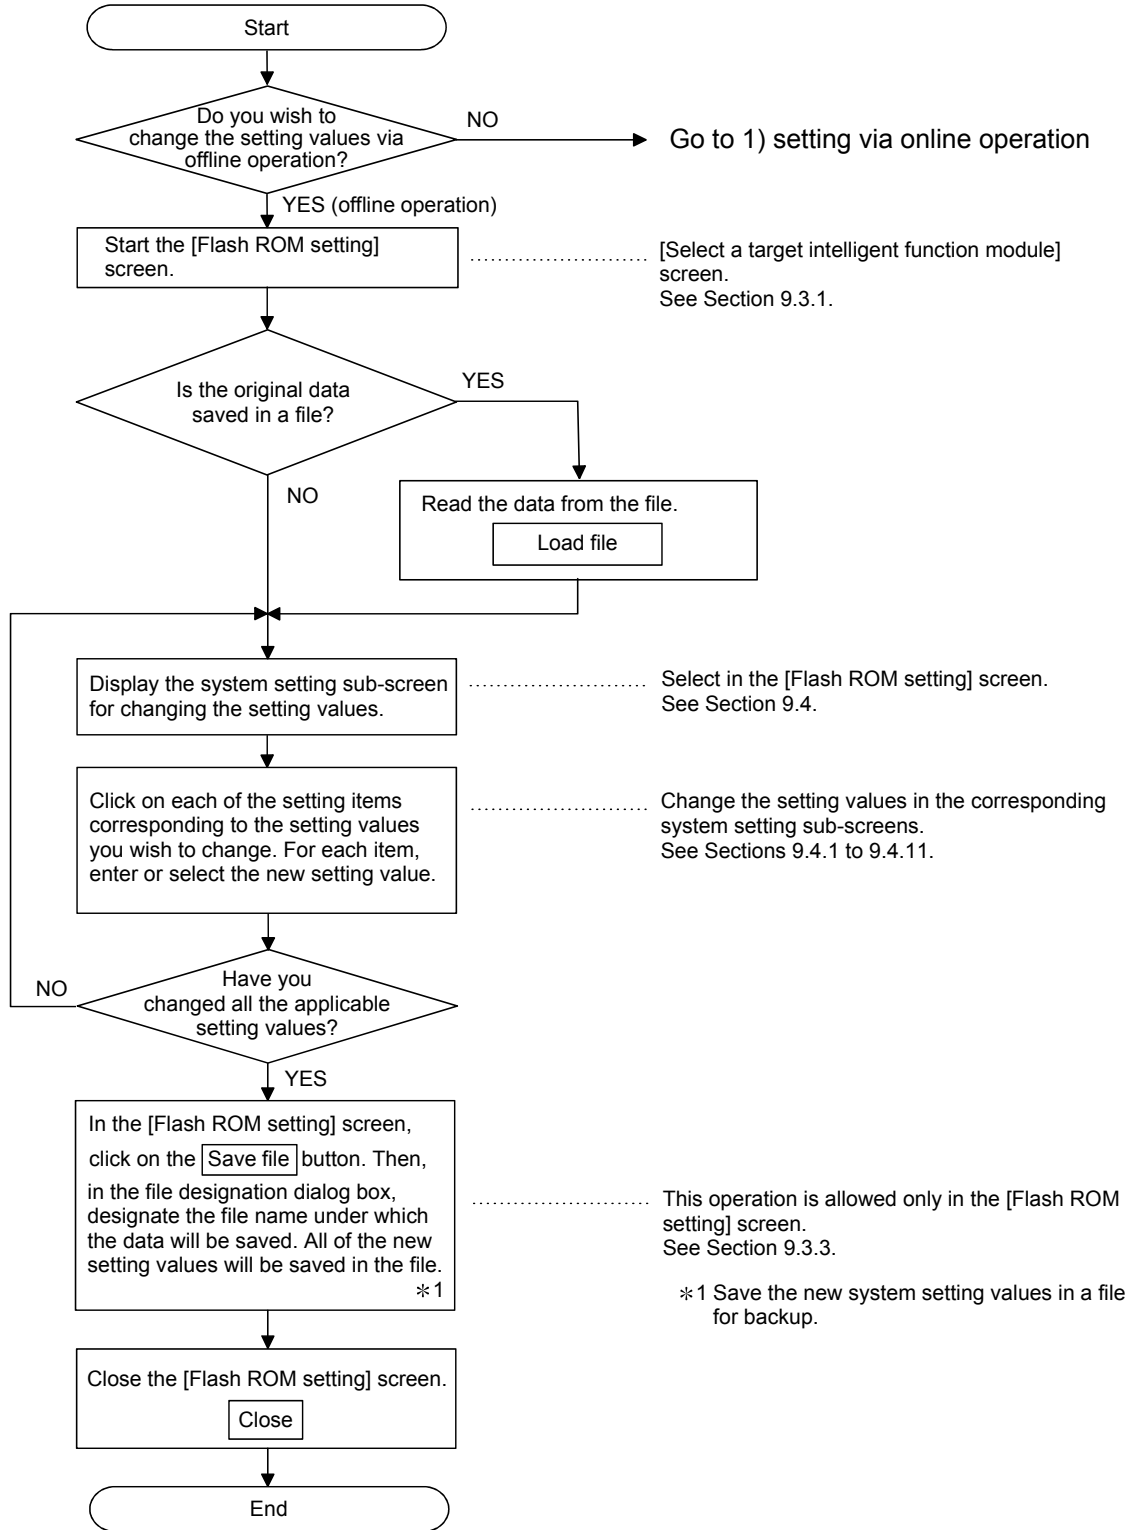 Start
Do you wish to
change the setting values via
offline operation?
NO
Go to 1) setting via online operation
YES (offline operation)
Start the [Flash ROM setting]
screen.
[Select a target intelligent function module]
screen.
See Section 9.3.1.
Is the original data
saved in a file?
YES
NO
Read the data from the file.
Load file
Display the system setting sub-screen
for changing the setting values.
Select in the [Flash ROM setting] screen.
See Section 9.4.
Click on each of the setting items
corresponding to the setting values
you wish to change. For each item,
enter or select the new setting value.
Change the setting values in the corresponding
system setting sub-screens.
See Sections 9.4.1 to 9.4.11.
Have you
changed all the applicable
setting values?
NO
YES
In the [Flash ROM setting] screen,
click on the Save file button. Then,
in the file designation dialog box,
designate the file name under which
the data will be saved. All of the new
setting values will be saved in the file.
＊1
This operation is allowed only in the [Flash ROM
setting] screen.
See Section 9.3.3.
＊1 Save the new system setting values in a file
for backup.
Close the [Flash ROM setting] screen.
Close
End